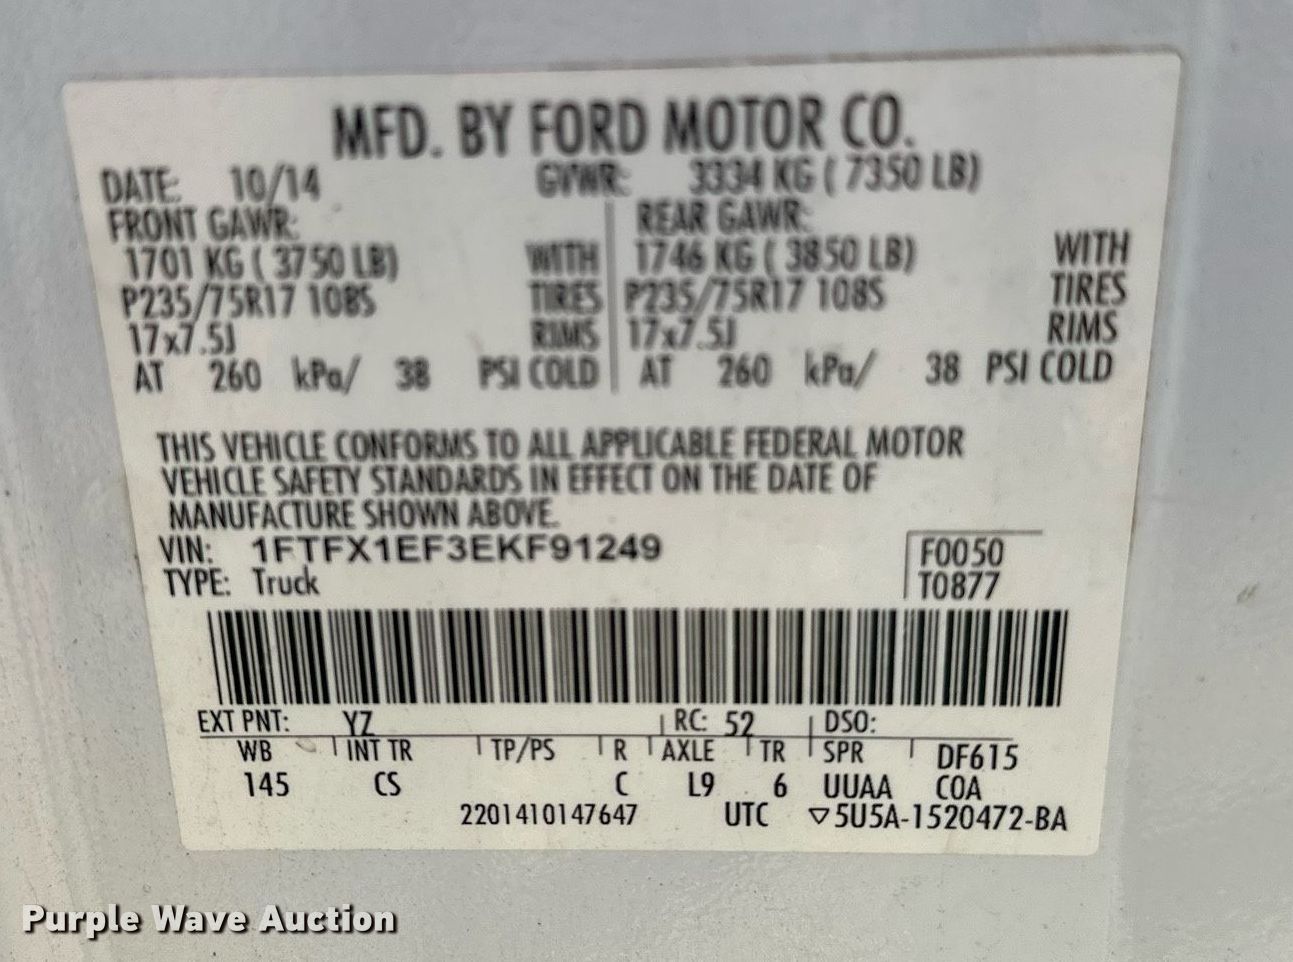 MFD. BY FORD MOTOR CO.
DATE: 10/14 GVWR: 3334 KG ( 7350 LB)
FRONT GAWR: REAR GAWR:
1701 KG ( 3750 LB) WITH 1746 KG ( 3850 LB) WITH
P235/75R17 108S TIRES P235/75R17 108S TIRES
17x7.5J RIMS 17x7.5J RIMS
AT 260 kPa/ 38 PSI COLD AT 260 kPa/ 38 PSI COLD
THIS VEHICLE CONFORMS TO ALL APPLICABLE FEDERAL MOTOR
VEHICLE SAFETY STANDARDS IN EFFECT ON THE DATE OF
MANUFACTURE SHOWN ABOVE.
VIN: 1FTFX1EF3EKF91249 F0050
TYPE: Truck T0877
EXT PNT: YZ RC: 52 DSO:
WB INT TR TP/PS R AXLE TR SPR DF615
145 CS C L9 6 UUAA COA
2201410147647 UTC ▽5U5A-1520472-BA
Purple Wave Auction